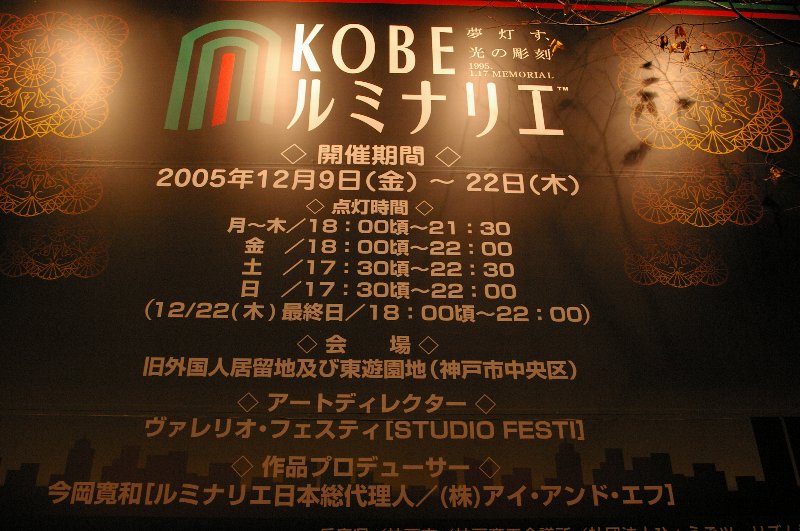 KOBE
夢灯す、
光の彫刻
1995.
1.17 MEMORIAL
ルミナリエ™
◇ 開催期間 ◇
2005年12月9日(金) ~ 22日(木)
◇ 点灯時間 ◇
月~木/18：00頃~21：30
金 /18：00頃~22：00
土 /17：30頃~22：30
日 /17：30頃~22：00
(12/22(木)最終日/18：00頃~22：00)
◇ 会 場 ◇
旧外国人居留地及び東遊園地(神戸市中央区)
◇ アートディレクター ◇
ヴァレリオ・フェスティ[STUDIO FESTI]
◇ 作品プロデューサー ◇
今岡寛和[ルミナリエ日本総代理人/(株)アイ・アンド・エフ]